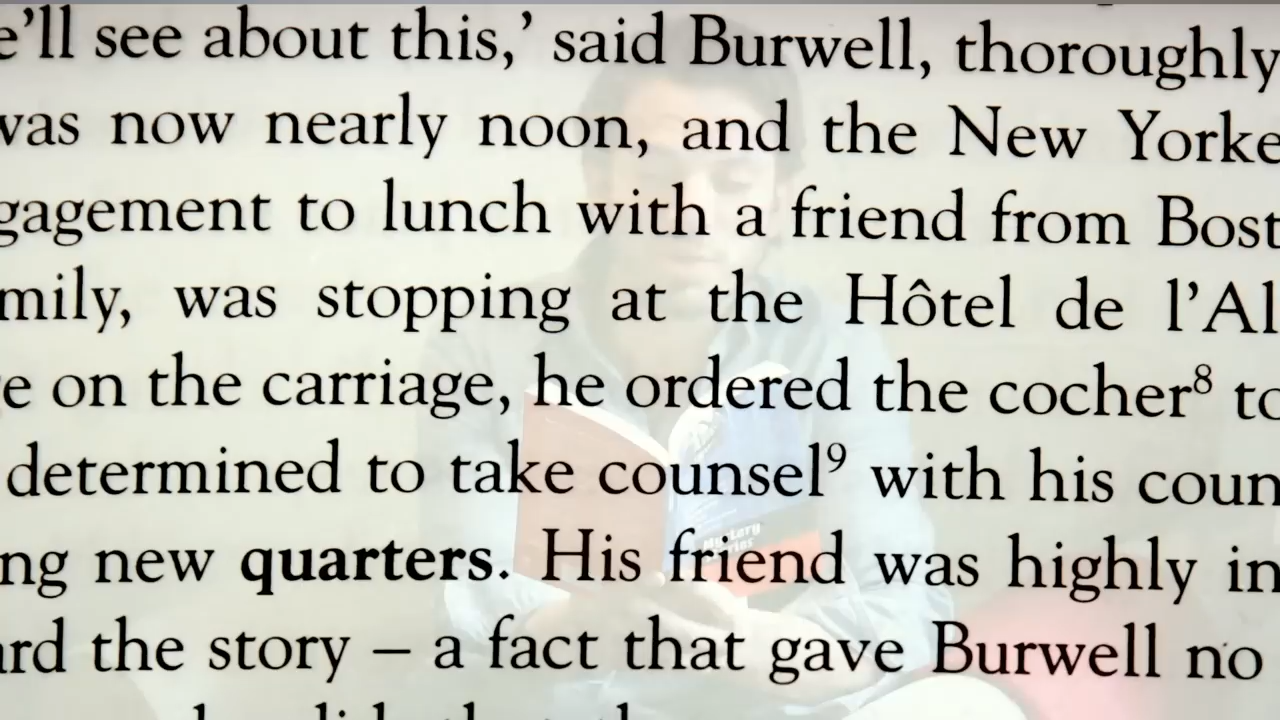 e'll see about this,' said Burwell, thoroughly
was now nearly noon, and the New Yorke
gagement to lunch with a friend from Bost
mily, was stopping at the Hôtel de l'Al
e on the carriage, he ordered the cocher⁸ to
determined to take counsel⁹ with his coun
ng new quarters. His friend was highly in
ard the story – a fact that gave Burwell no
Mystery